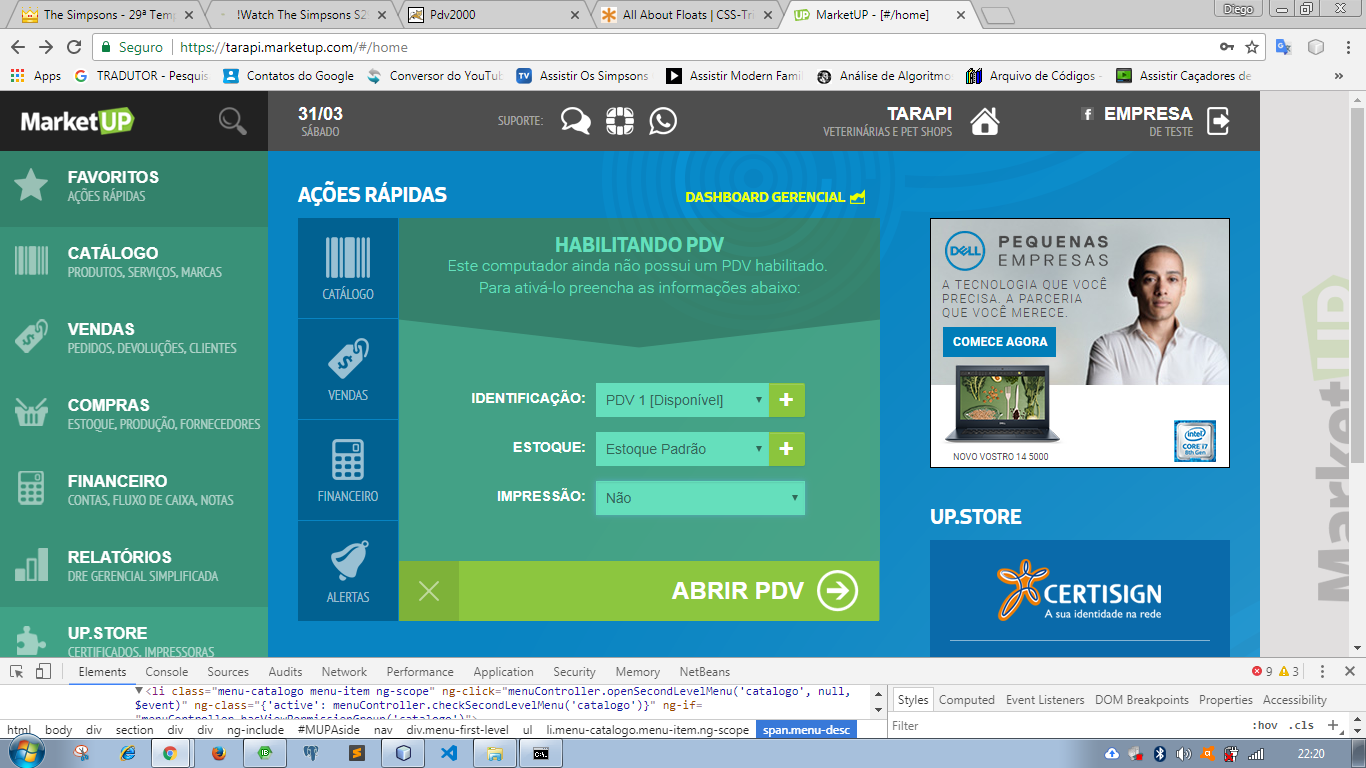 The Simpsons - 29ª Temp
!Watch The Simpsons S29
Pdv2000
All About Floats | CSS-Tri
MarketUP - [#/home]
Diego
Seguro
https://tarapi.marketup.com/#/home
Apps
TRADUTOR - Pesquis
Contatos do Google
Conversor do YouTu
Assistir Os Simpsons
Assistir Modern Fami
Análise de Algoritmo
Arquivo de Códigos -
Assistir Caçadores de
»
MarketUP
31/03
SÁBADO
SUPORTE:
TARAPI
VETERINÁRIAS E PET SHOPS
EMPRESA
DE TESTE
FAVORITOS
AÇÕES RÁPIDAS
CATÁLOGO
PRODUTOS, SERVIÇOS, MARCAS
VENDAS
PEDIDOS, DEVOLUÇÕES, CLIENTES
COMPRAS
ESTOQUE, PRODUÇÃO, FORNECEDORES
FINANCEIRO
CONTAS, FLUXO DE CAIXA, NOTAS
RELATÓRIOS
DRE GERENCIAL SIMPLIFICADA
UP.STORE
CERTIFICADOS, IMPRESSORAS
AÇÕES RÁPIDAS
DASHBOARD GERENCIAL
CATÁLOGO
VENDAS
FINANCEIRO
ALERTAS
HABILITANDO PDV
Este computador ainda não possui um PDV habilitado.
Para ativá-lo preencha as informações abaixo:
IDENTIFICAÇÃO:
PDV 1 [Disponível]
ESTOQUE:
Estoque Padrão
IMPRESSÃO:
Não
ABRIR PDV
DELL
PEQUENAS
EMPRESAS
A TECNOLOGIA QUE VOCÊ
PRECISA. A PARCERIA
QUE VOCÊ MERECE.
COMECE AGORA
NOVO VOSTRO 14 5000
intel
CORE i7
8th Gen
UP.STORE
CERTISIGN
A sua identidade na rede
MarketUP
Elements
Console
Sources
Audits
Network
Performance
Application
Security
Memory
NetBeans
9
3
<li class="menu-catalogo menu-item ng-scope" ng-click="menuController.openSecondLevelMenu('catalogo', null,
$event)" ng-class="{'active': menuController.checkSecondLevelMenu('catalogo')}" ng-if=
"menuController.hasViewPermissionGroup('catalogo')">
html body div section div div ng-include #MUPAside nav div.menu-first-level ul li.menu-catalogo.menu-item.ng-scope span.menu-desc
Styles
Computed
Event Listeners
DOM Breakpoints
Properties
Accessibility
Filter
:hov
.cls
+
22:20